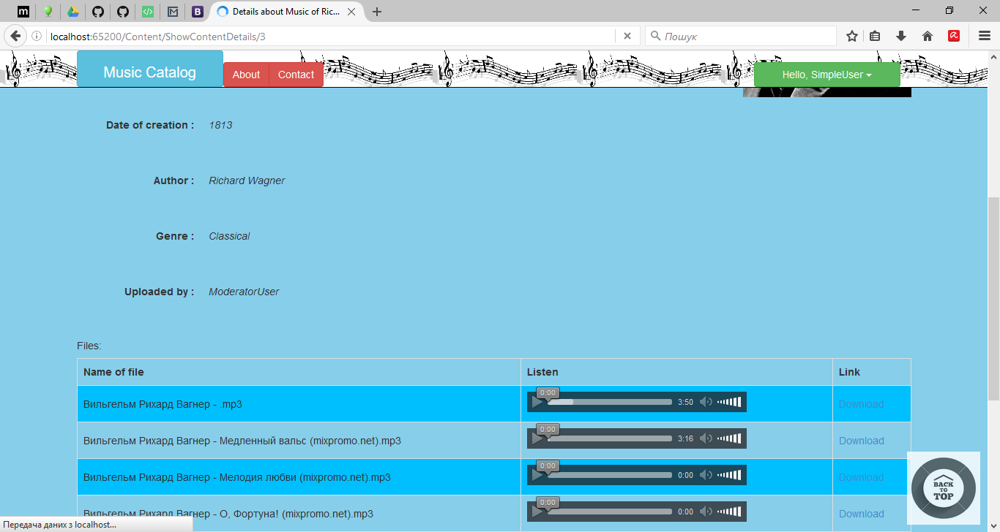 m
M
B
Details about Music of Ric...
localhost:65200/Content/ShowContentDetails/3
Пошук
Music Catalog
About
Contact
Hello, SimpleUser
Date of creation : 1813
Author : Richard Wagner
Genre : Classical
Uploaded by : ModeratorUser
Files:
Name of file Listen Link
Вильгельм Рихард Вагнер - .mp3 0:00 3:50 Download
Вильгельм Рихард Вагнер - Медленный вальс (mixpromo.net).mp3 0:00 3:16 Download
Вильгельм Рихард Вагнер - Мелодия любви (mixpromo.net).mp3 0:00 0:00 Download
Вильгельм Рихард Вагнер - О, Фортуна! (mixpromo.net).mp3 0:00 0:00 Download
BACK
TO
TOP
Передача даних з localhost...